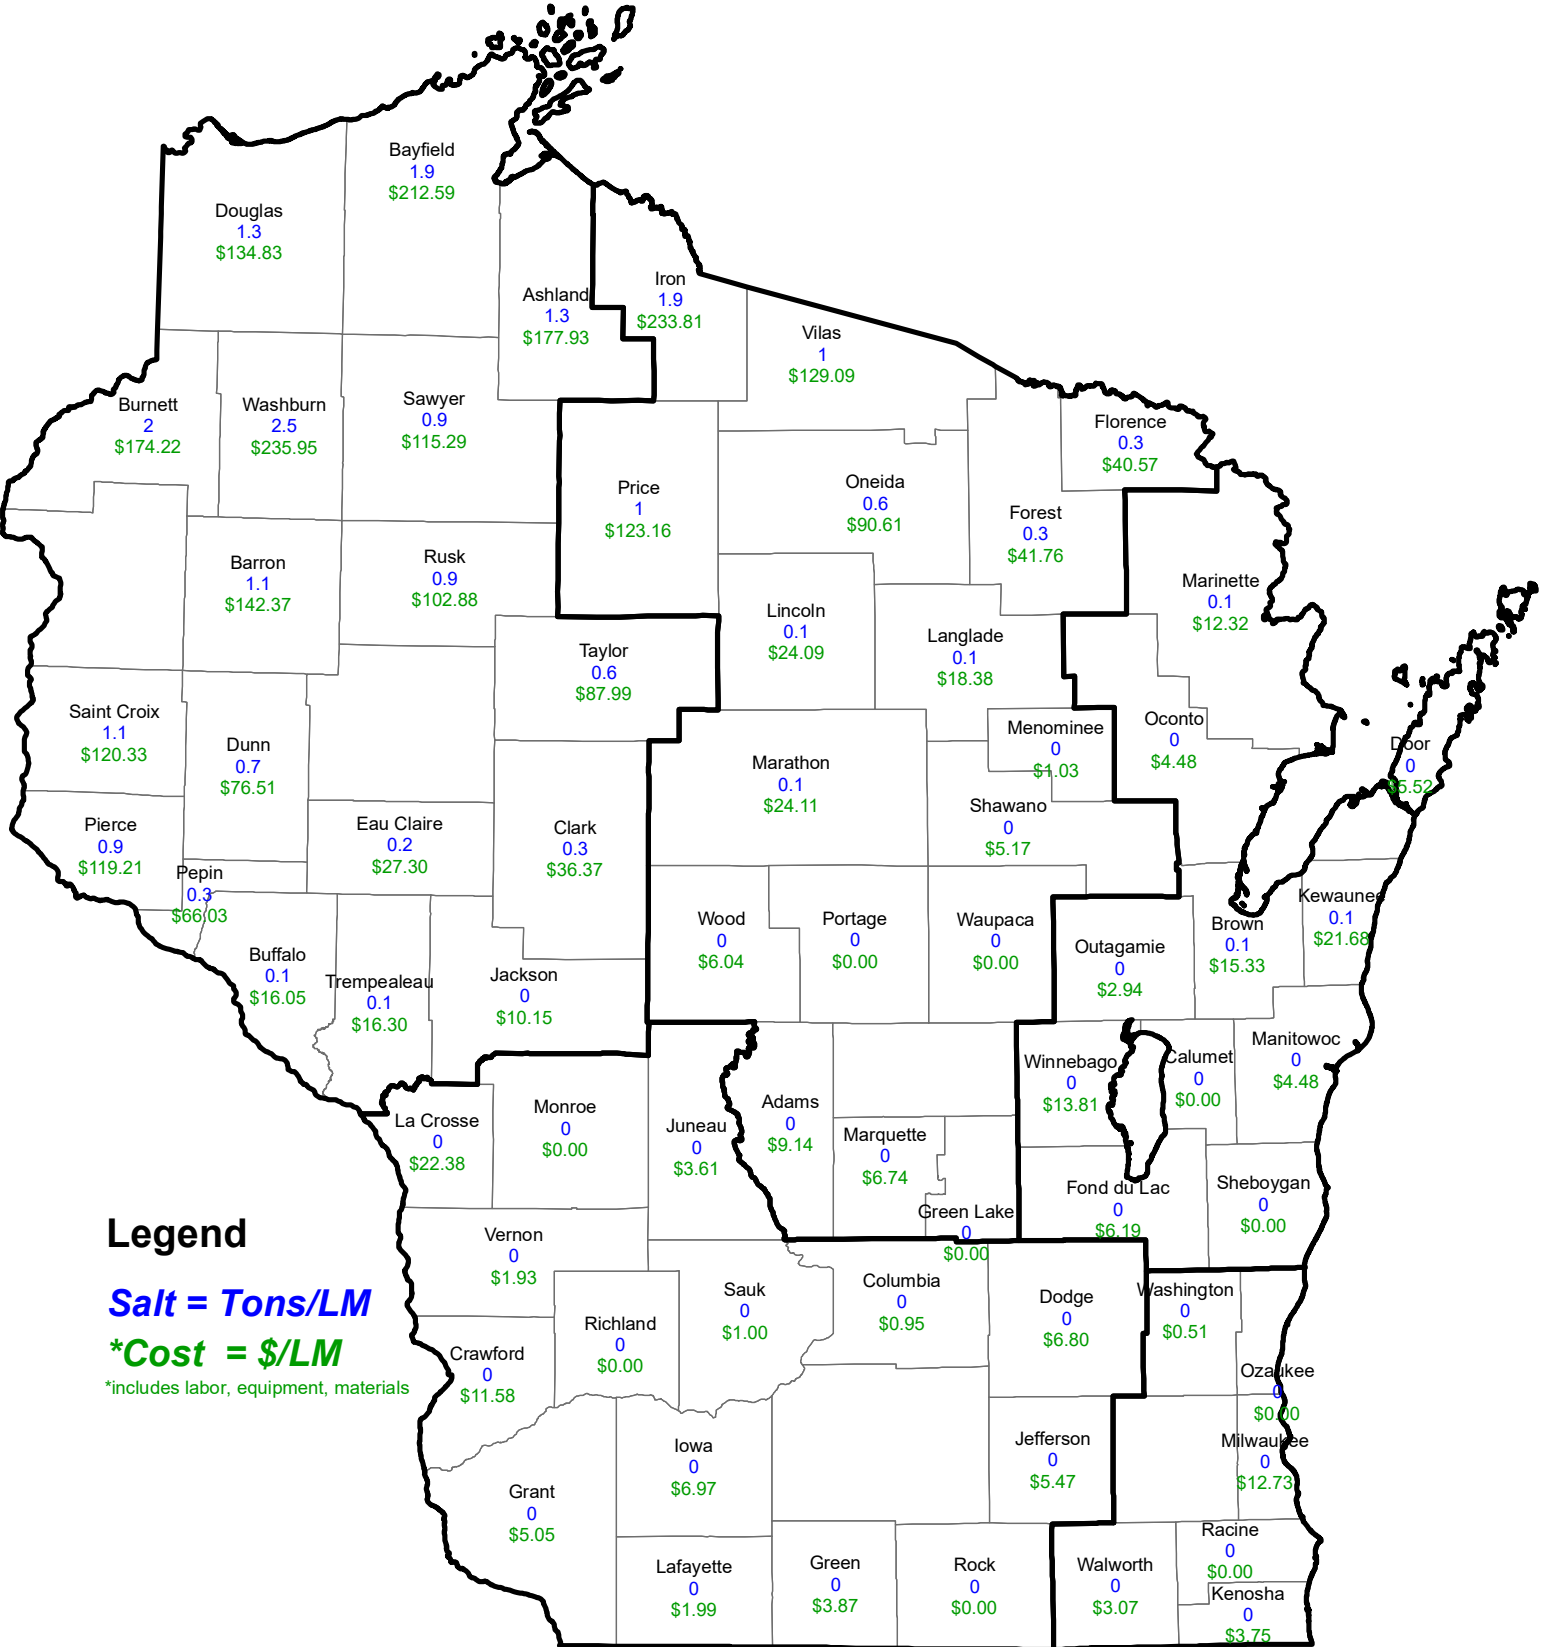 Bayfield
1.9
$212.59
Douglas
1.3
$134.83
Ashland
1.3
$177.93
Iron
1.9
$233.81
Vilas
1
$129.09
Burnett
2
$174.22
Washburn
2.5
$235.95
Sawyer
0.9
$115.29
Florence
0.3
$40.57
Price
1
$123.16
Oneida
0.6
$90.61
Forest
0.3
$41.76
Barron
1.1
$142.37
Rusk
0.9
$102.88
Marinette
0.1
$12.32
Lincoln
0.1
$24.09
Langlade
0.1
$18.38
Taylor
0.6
$87.99
Saint Croix
1.1
$120.33
Dunn
0.7
$76.51
Menominee
0
$1.03
Oconto
0
$4.48
Door
0
$5.52
Marathon
0.1
$24.11
Shawano
0
$5.17
Pierce
0.9
$119.21
Eau Claire
0.2
$27.30
Clark
0.3
$36.37
Pepin
0.3
$66.03
Wood
0
$6.04
Portage
0
$0.00
Waupaca
0
$0.00
Outagamie
0
$2.94
Brown
0.1
$15.33
Kewaunee
0.1
$21.68
Buffalo
0.1
$16.05
Trempealeau
0.1
$16.30
Jackson
0
$10.15
Winnebago
0
$13.81
Calumet
0
$0.00
Manitowoc
0
$4.48
La Crosse
0
$22.38
Monroe
0
$0.00
Juneau
0
$3.61
Adams
0
$9.14
Marquette
0
$6.74
Green Lake
0
$0.00
Fond du Lac
0
$6.19
Sheboygan
0
$0.00
Legend
Salt = Tons/LM
*Cost = $/LM
*includes labor, equipment, materials
Vernon
0
$1.93
Richland
0
$0.00
Sauk
0
$1.00
Columbia
0
$0.95
Dodge
0
$6.80
Washington
0
$0.51
Ozaukee
0
$0.00
Crawford
0
$11.58
Iowa
0
$6.97
Jefferson
0
$5.47
Milwaukee
0
$12.73
Grant
0
$5.05
Lafayette
0
$1.99
Green
0
$3.87
Rock
0
$0.00
Walworth
0
$3.07
Racine
0
$0.00
Kenosha
0
$3.75